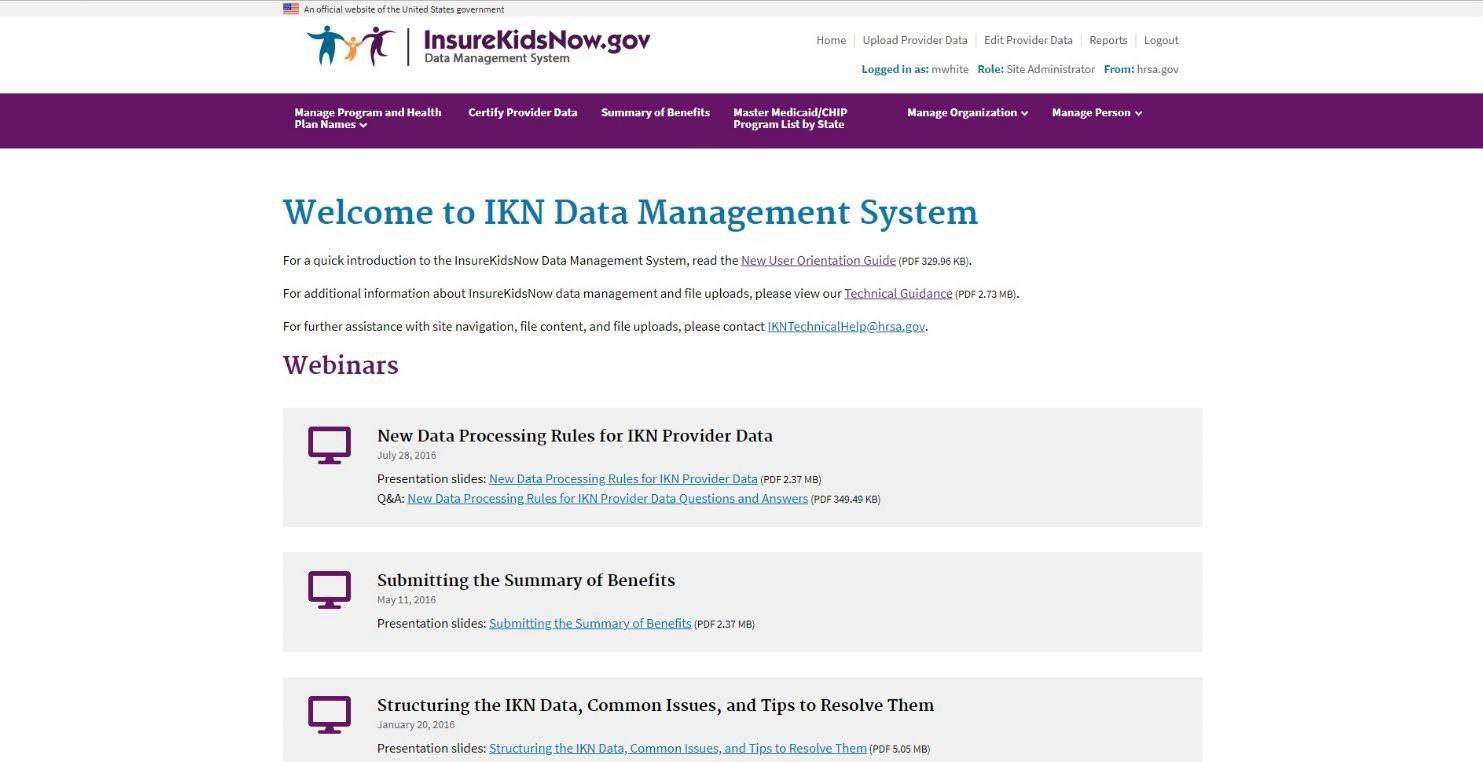 An official website of the United States government
InsureKidsNow.gov
Data Management System
Home Upload Provider Data Edit Provider Data Reports Logout
Logged in as: mwhite Role: Site Administrator From: hrsa.gov
Manage Program and Health
Plan Names
Certify Provider Data
Summary of Benefits
Master Medicaid/CHIP
Program List by State
Manage Organization
Manage Person
Welcome to IKN Data Management System
For a quick introduction to the InsureKidsNow Data Management System, read the New User Orientation Guide (PDF 329.96 KB).
For additional information about InsureKidsNow data management and file uploads, please view our Technical Guidance (PDF 2.73 MB).
For further assistance with site navigation, file content, and file uploads, please contact IKNTechnicalHelp@hrsa.gov.
Webinars
New Data Processing Rules for IKN Provider Data
July 28, 2016
Presentation slides: New Data Processing Rules for IKN Provider Data (PDF 2.37 MB)
Q&A: New Data Processing Rules for IKN Provider Data Questions and Answers (PDF 349.49 KB)
Submitting the Summary of Benefits
May 11, 2016
Presentation slides: Submitting the Summary of Benefits (PDF 2.37 MB)
Structuring the IKN Data, Common Issues, and Tips to Resolve Them
January 20, 2016
Presentation slides: Structuring the IKN Data, Common Issues, and Tips to Resolve Them (PDF 5.05 MB)